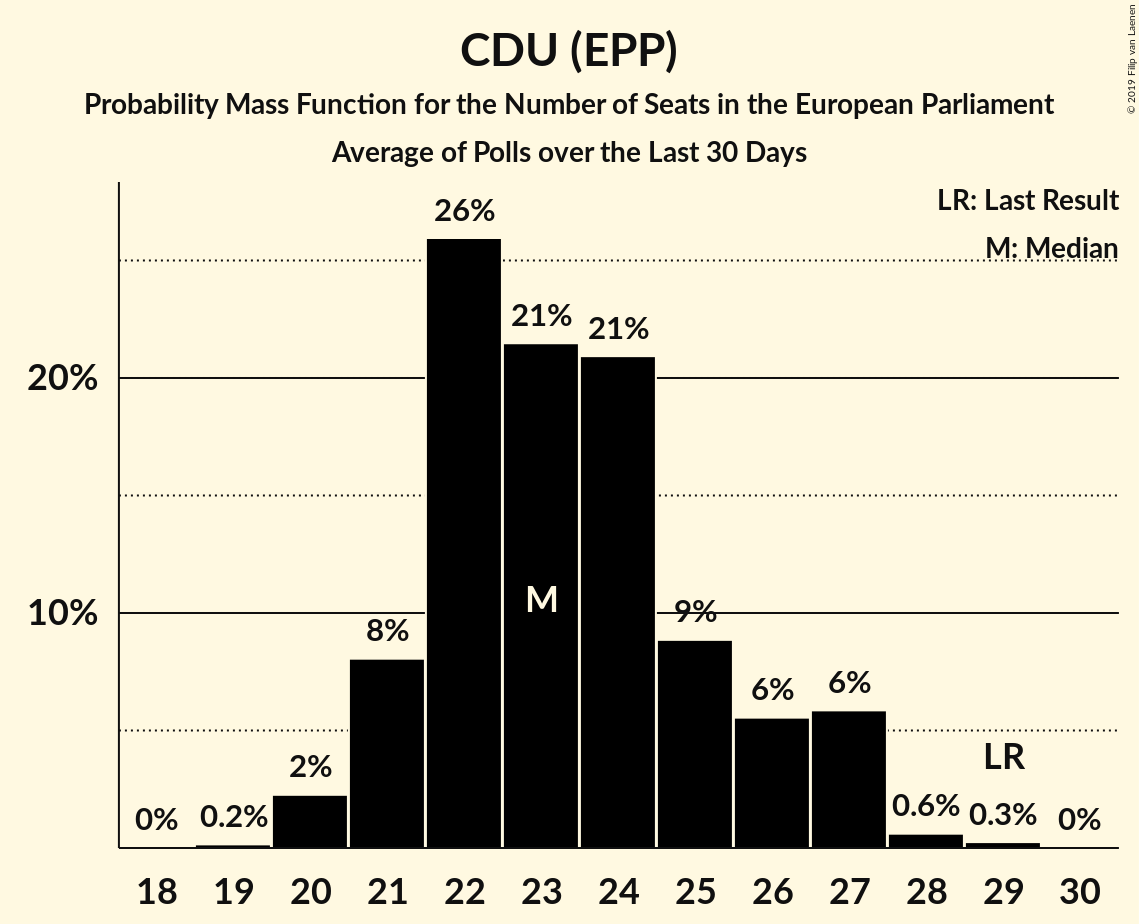 CDU (EPP)
Probability Mass Function for the Number of Seats in the European Parliament
Average of Polls over the Last 30 Days
© 2019 Filip van Laenen
LR: Last Result
M: Median
26%
21%
21%
20%
M
10%
9%
8%
6%
6%
LR
2%
0%
0.2%
0.6%
0.3%
0%
18 19 20 21 22 23 24 25 26 27 28 29 30